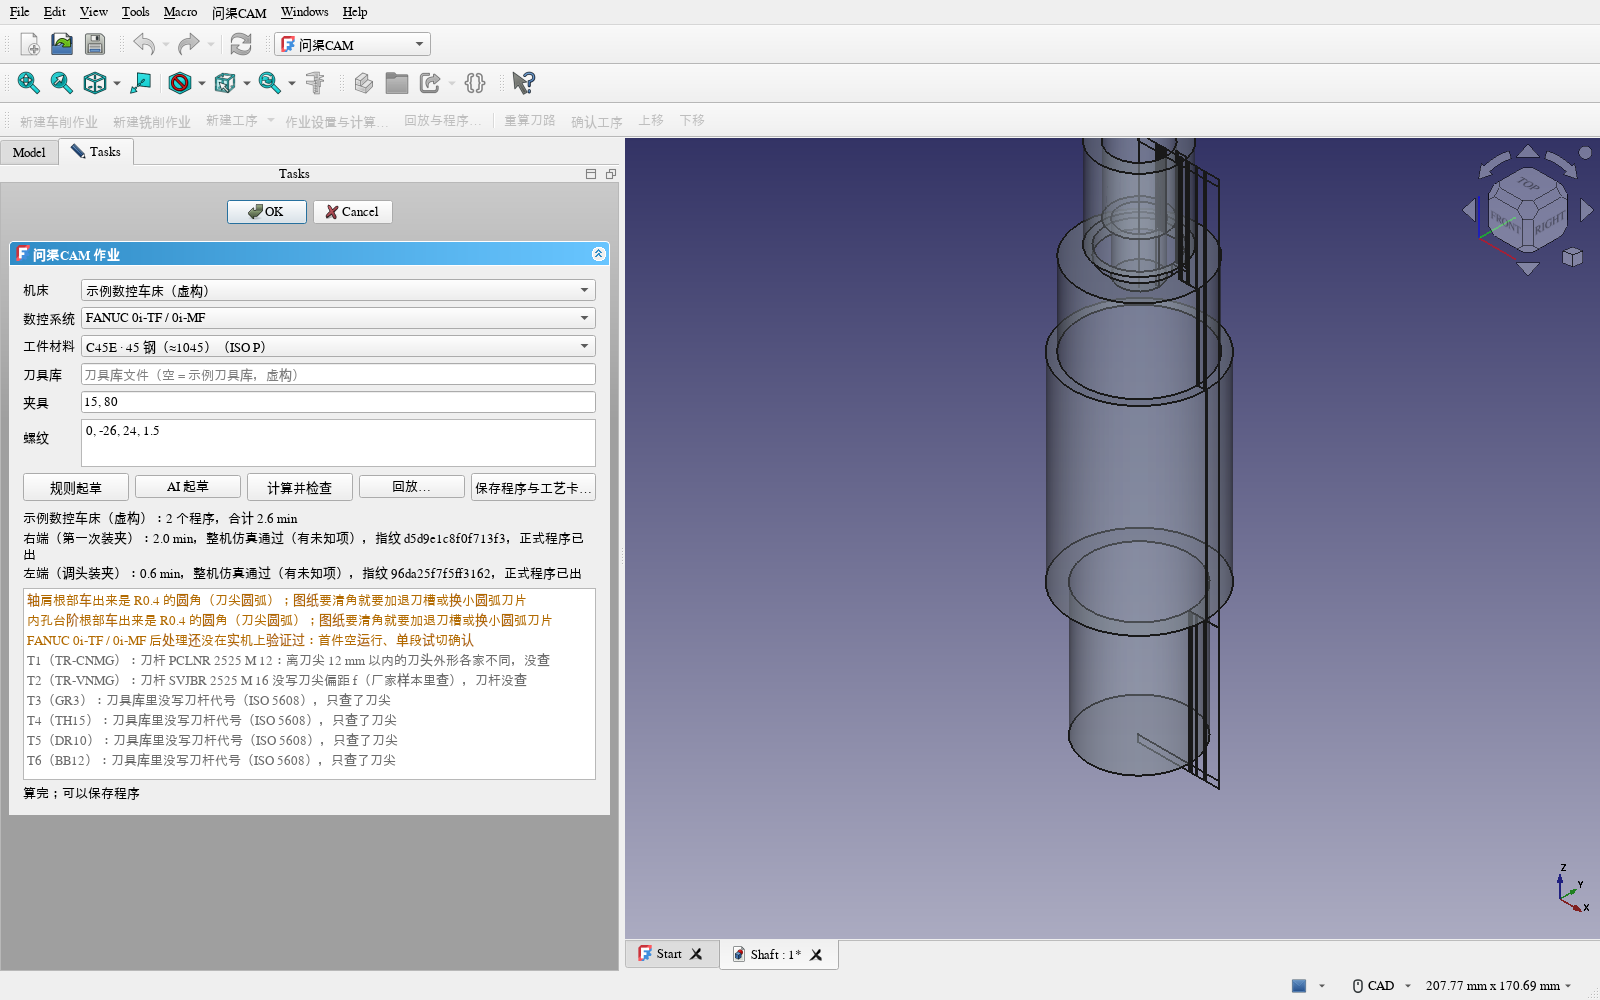 File Edit View Tools Macro 问渠CAM Windows Help
问渠CAM
新建车削作业 新建铣削作业 新建工序 作业设置与计算… 回放与程序… 重算刀路 确认工序 上移 下移
Model Tasks
Tasks
OK Cancel
问渠CAM 作业
机床 示例数控车床（虚构）
数控系统 FANUC 0i-TF / 0i-MF
工件材料 C45E · 45 钢（≈1045）（ISO P）
刀具库 刀具库文件（空 = 示例刀具库，虚构）
夹具 15, 80
螺纹 0, -26, 24, 1.5
规则起草 AI 起草 计算并检查 回放… 保存程序与工艺卡…
示例数控车床（虚构）：2 个程序，合计 2.6 min
右端（第一次装夹）：2.0 min，整机仿真通过（有未知项），指纹 d5d9e1c8f0f713f3，正式程序已
出
左端（调头装夹）：0.6 min，整机仿真通过（有未知项），指纹 96da25f7f5ff3162，正式程序已出
轴肩根部车出来是 R0.4 的圆角（刀尖圆弧）；图纸要清角就要加退刀槽或换小圆弧刀片
内孔台阶根部车出来是 R0.4 的圆角（刀尖圆弧）；图纸要清角就要加退刀槽或换小圆弧刀片
FANUC 0i-TF / 0i-MF 后处理还没在实机上验证过：首件空运行、单段试切确认
T1（TR-CNMG）：刀杆 PCLNR 2525 M 12：离刀尖 12 mm 以内的刀头外形各家不同，没查
T2（TR-VNMG）：刀杆 SVJBR 2525 M 16 没写刀尖偏距 f（厂家样本里查），刀杆没查
T3（GR3）：刀具库里没写刀杆代号（ISO 5608），只查了刀尖
T4（TH15）：刀具库里没写刀杆代号（ISO 5608），只查了刀尖
T5（DR10）：刀具库里没写刀杆代号（ISO 5608），只查了刀尖
T6（BB12）：刀具库里没写刀杆代号（ISO 5608），只查了刀尖
算完；可以保存程序
TOP
FRONT RIGHT
Z
Y
X
Start Shaft : 1*
CAD 207.77 mm x 170.69 mm